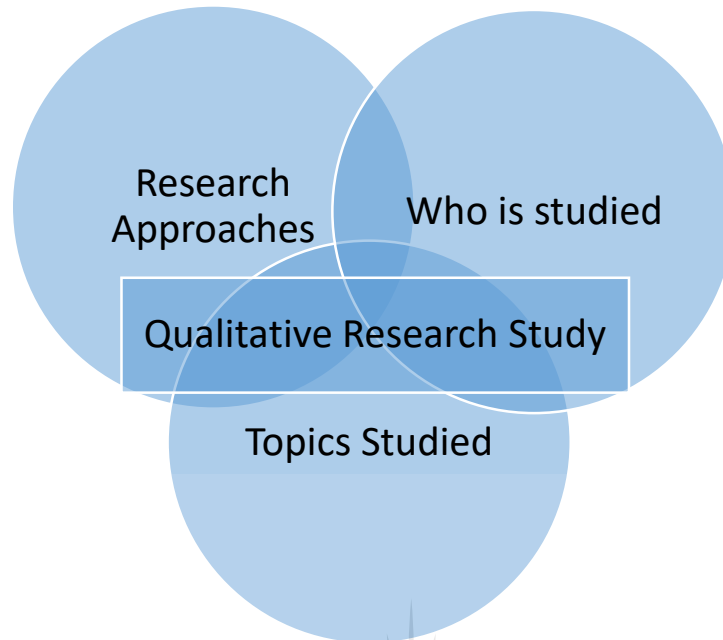 Research
Approaches
Who is studied
Qualitative Research Study
Topics Studied